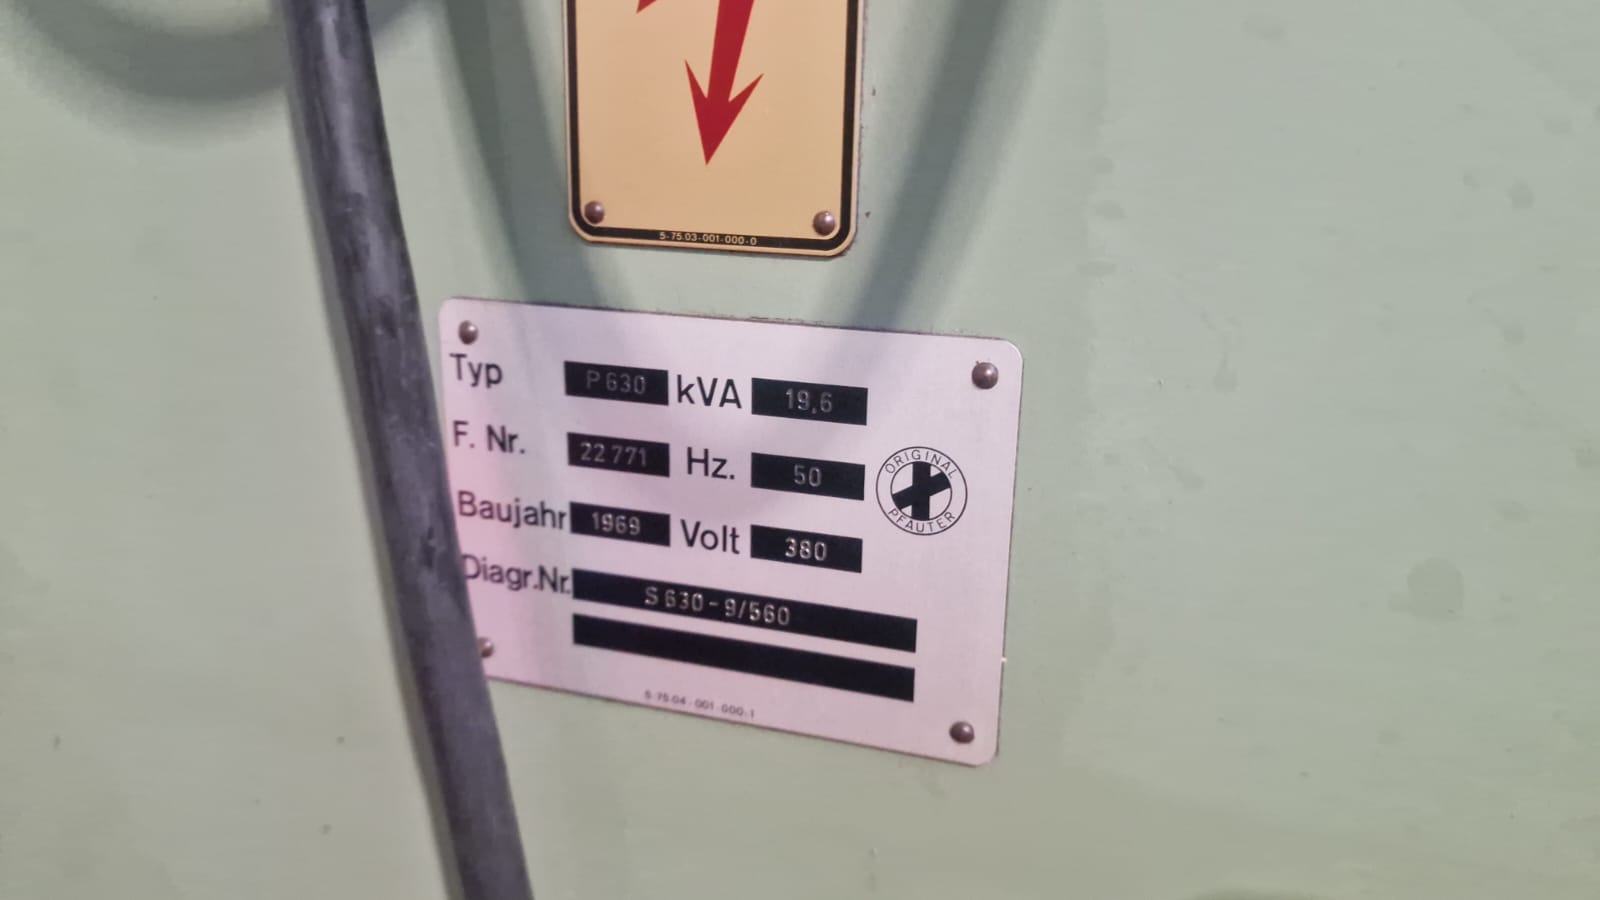 5-75.03-001-000-0
Typ P 630 kVA 19,6
F. Nr. 22 771 Hz. 50
Baujahr 1969 Volt 380
Diagr.Nr. S 630-9/560
ORIGINAL
PFAUTER
5-75.04-001-000-1